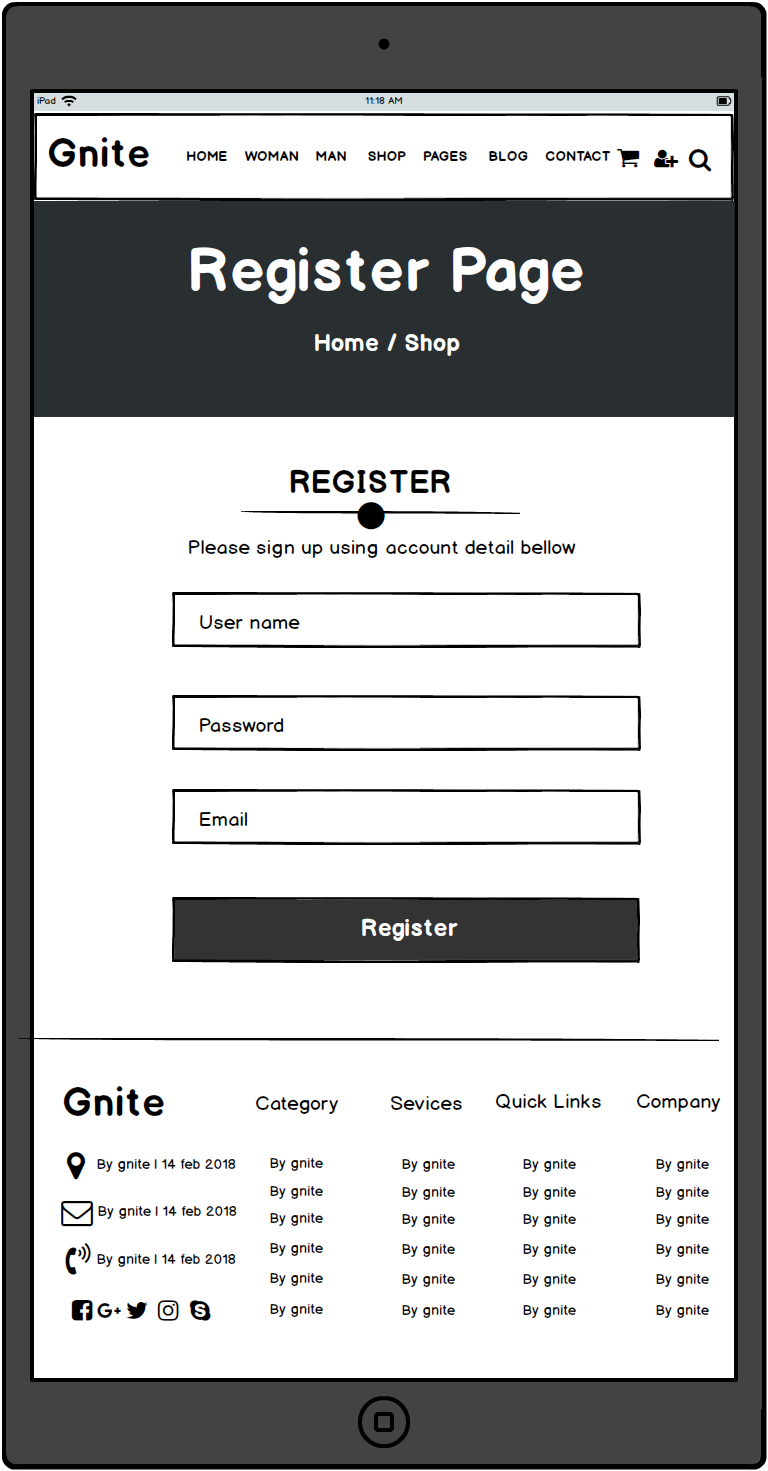 iPad 11:18 AM
Gnite HOME WOMAN MAN SHOP PAGES BLOG CONTACT
Register Page
Home / Shop
REGISTER
Please sign up using account detail bellow
User name
Password
Email
Register
Gnite Category Sevices Quick Links Company
By gnite I 14 feb 2018 By gnite By gnite By gnite By gnite
By gnite By gnite By gnite By gnite
By gnite I 14 feb 2018 By gnite By gnite By gnite By gnite
By gnite I 14 feb 2018 By gnite By gnite By gnite By gnite
By gnite By gnite By gnite By gnite
G+ By gnite By gnite By gnite By gnite